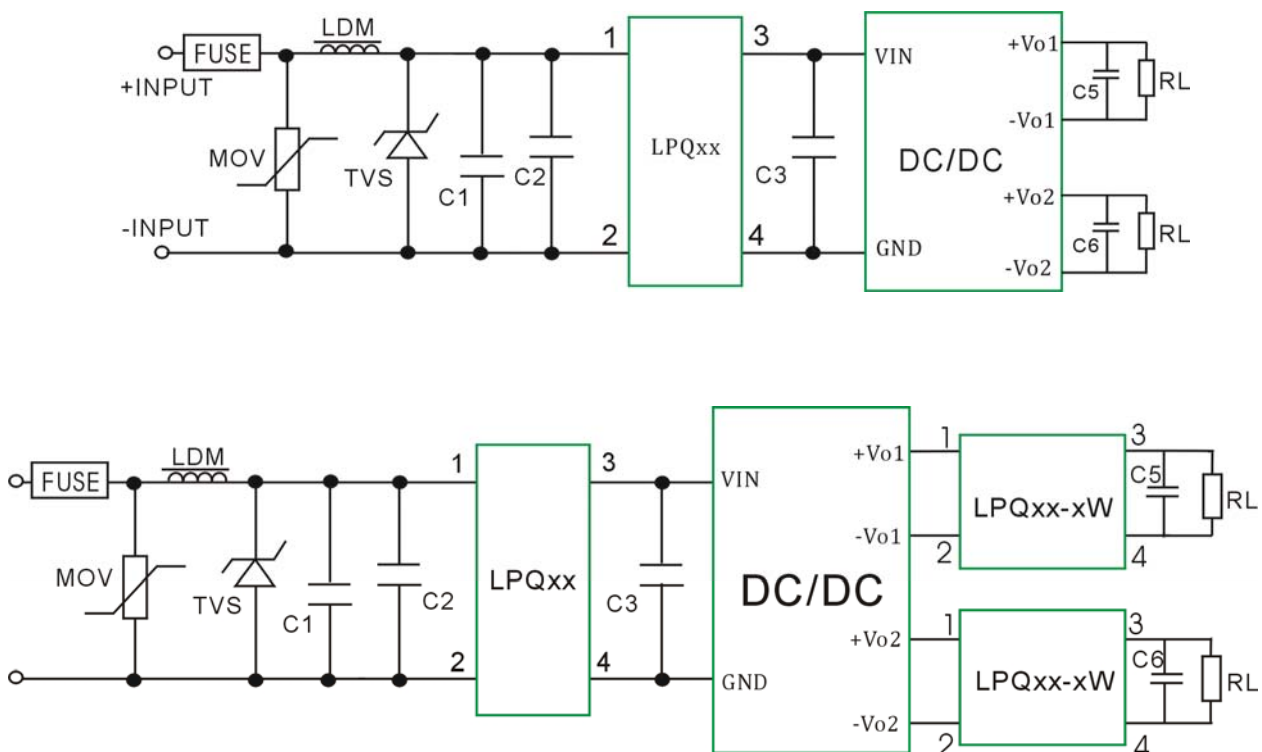 LDM
FUSE
+INPUT
MOV
TVS
C1
C2
-INPUT
1
2
LPQxx
3
4
C3
VIN
GND
DC/DC
+Vo1
-Vo1
+Vo2
-Vo2
C5
RL
C6
RL
LDM
FUSE
MOV
TVS
C1
C2
1
2
LPQxx
3
4
C3
VIN
GND
DC/DC
+Vo1
-Vo1
+Vo2
-Vo2
1
2
LPQxx-xW
3
4
C5
RL
1
2
LPQxx-xW
3
4
C6
RL